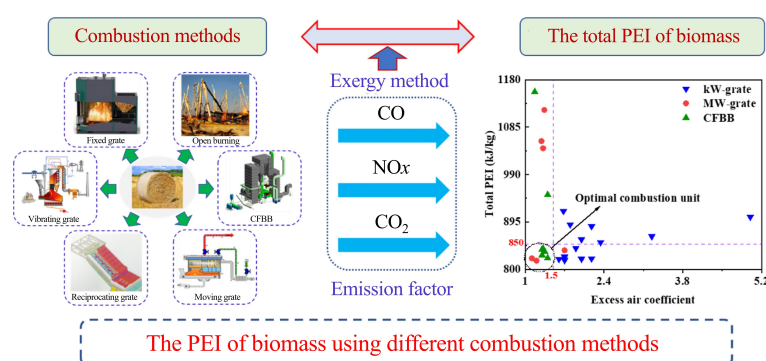 Combustion methods
The total PEI of biomass
Exergy method
Fixed grate
Open burning
Vibrating grate
CFBB
Reciprocating grate
Moving grate
CO
NOx
CO2
Emission factor
Total PEI (kJ/kg)
1180
1085
990
895
850
800
kW-grate
MW-grate
CFBB
Optimal combustion unit
1
1.5
2.4
3.8
5.2
Excess air coefficient
The PEI of biomass using different combustion methods